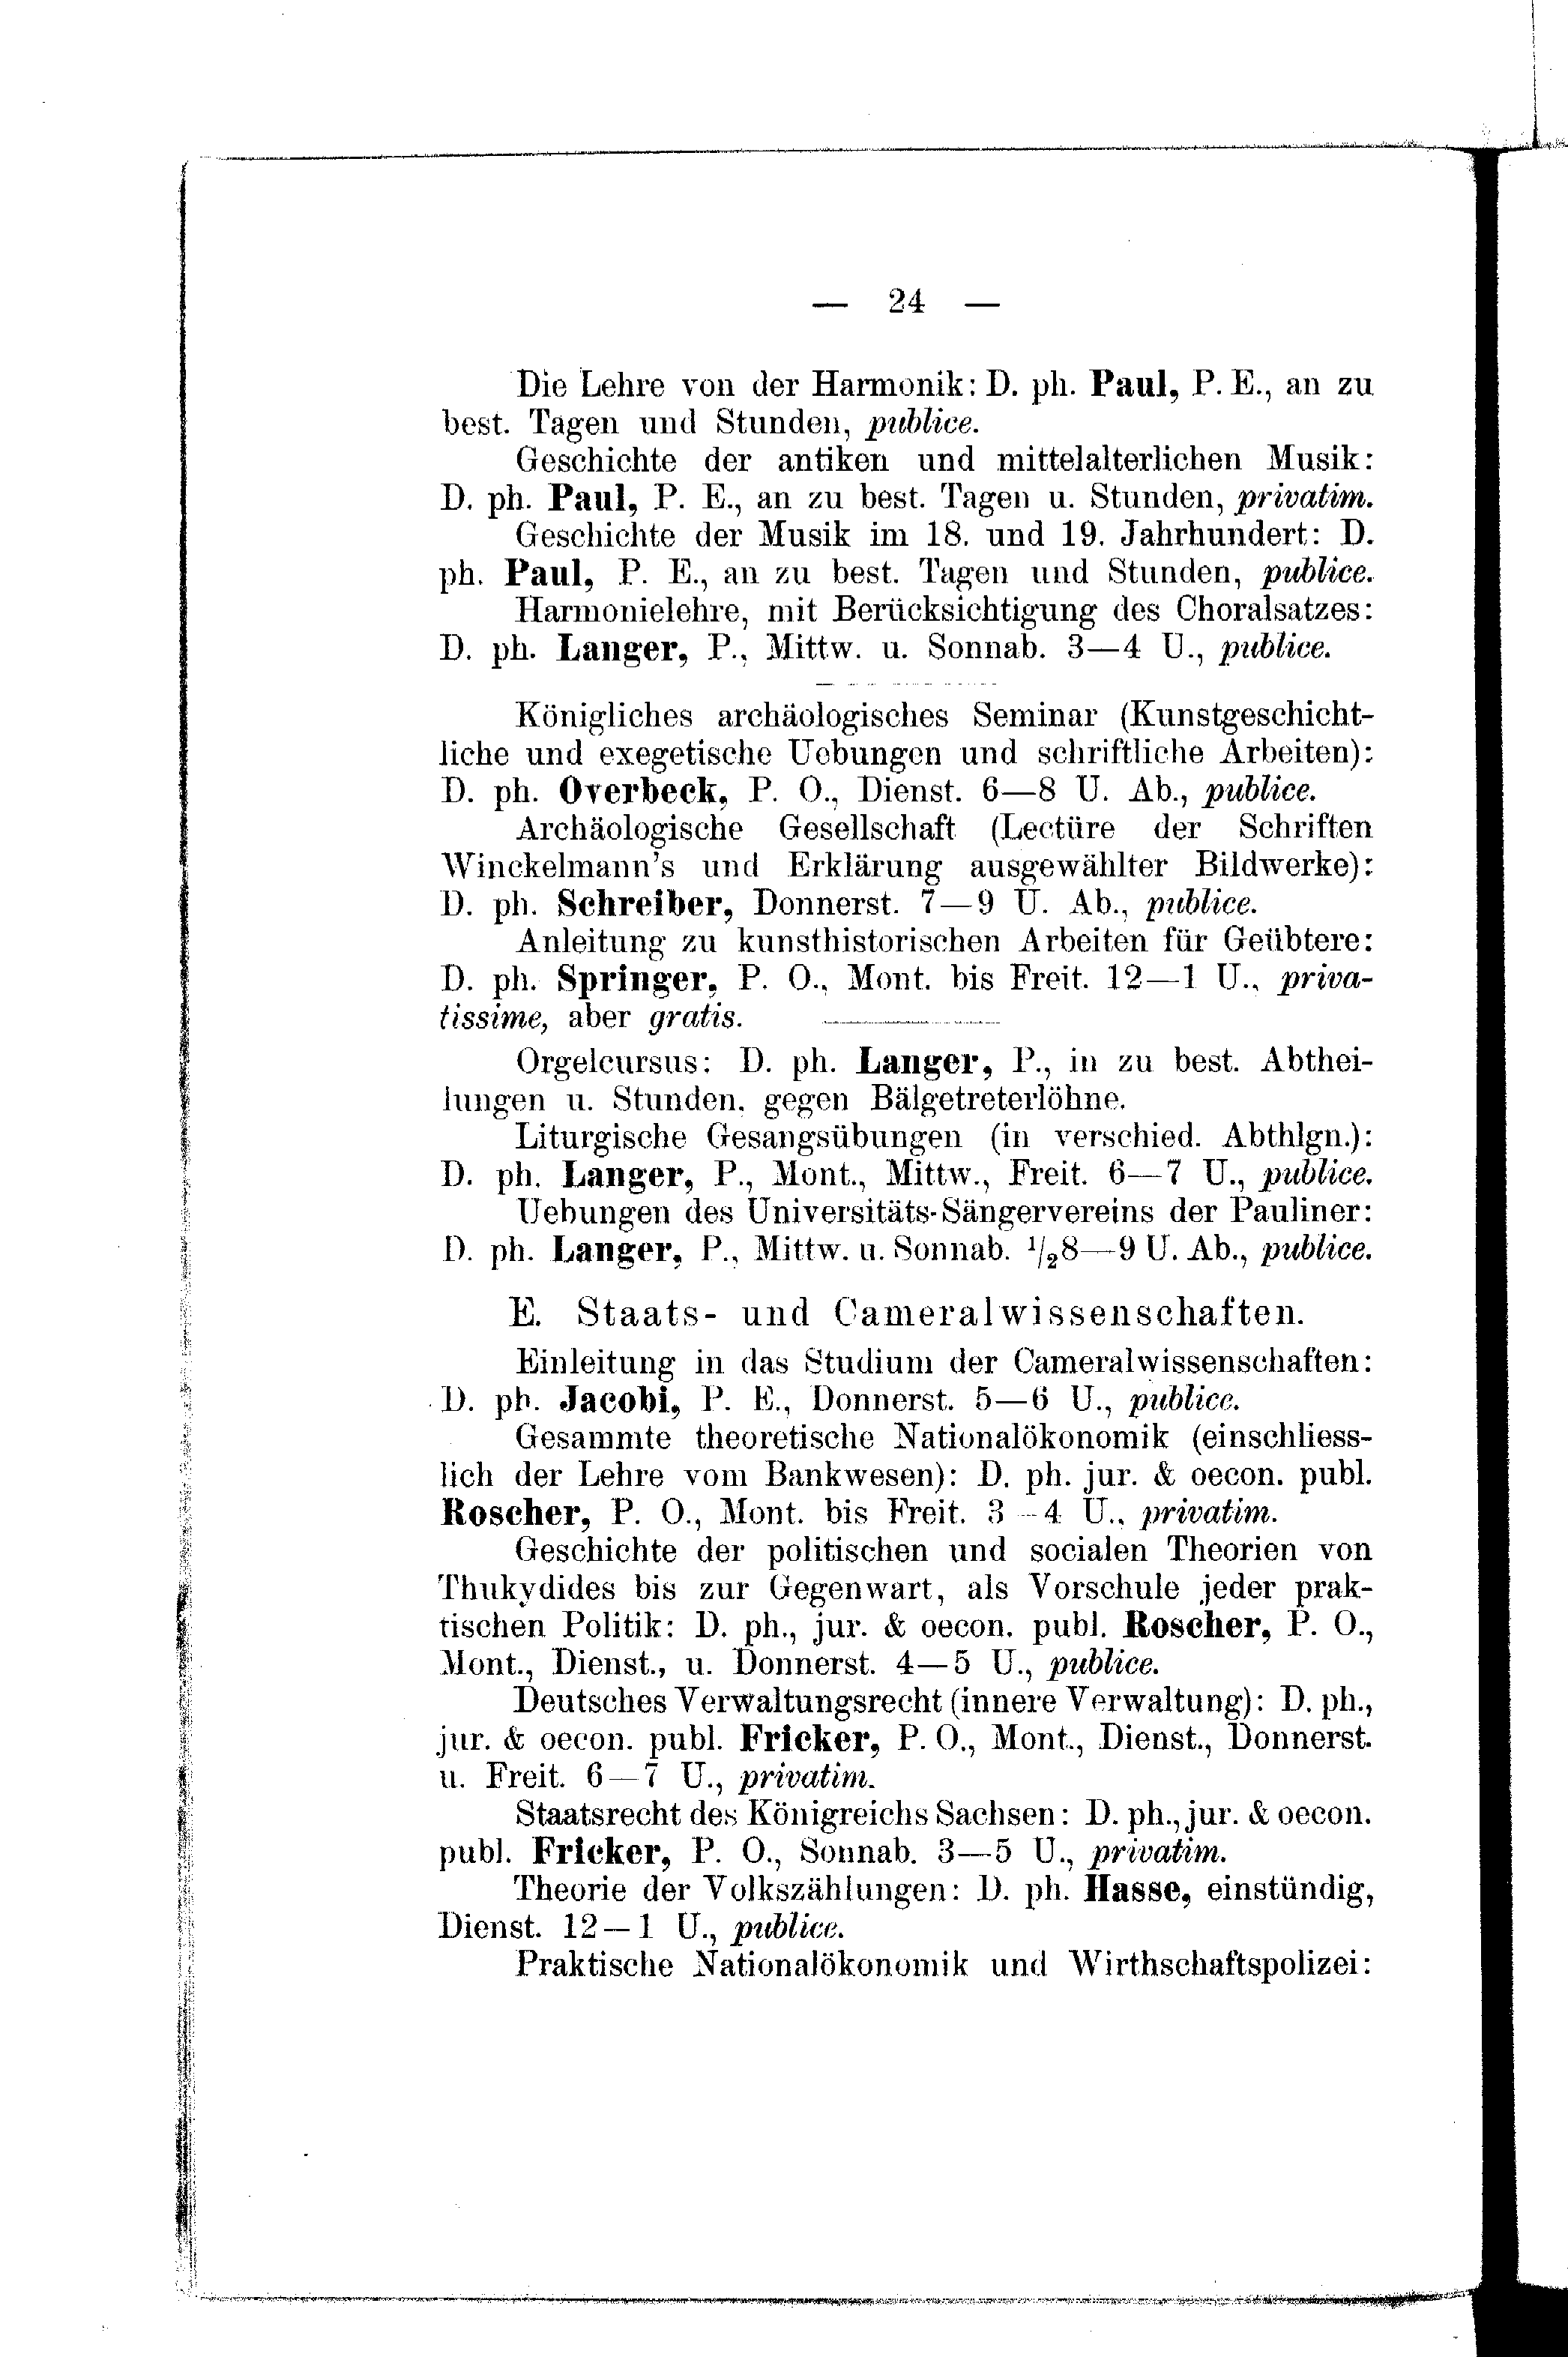 — 24 —
Die Lehre von der Harmonik: D. ph. Paul, P. E., an zu
best. Tagen und Stunden, publice.
Geschichte der antiken und mittelalterlichen Musik:
D. ph. Paul, P. E., an zu best. Tagen u. Stunden, privatim.
Geschichte der Musik im 18. und 19. Jahrhundert: D.
ph. Paul, P. E., an zu best. Tagen und Stunden, publice.
Harmonielehre, mit Berücksichtigung des Choralsatzes:
D. ph. Langer, P., Mittw. u. Sonnab. 3—4 U., publice.
Königliches archäologisches Seminar (Kunstgeschicht-
liche und exegetische Uebungen und schriftliche Arbeiten):
D. ph. Overbeck, P. O., Dienst. 6—8 U. Ab., publice.
Archäologische Gesellschaft (Lectüre der Schriften
Winckelmann's und Erklärung ausgewählter Bildwerke):
D. ph. Schreiber, Donnerst. 7—9 U. Ab., publice.
Anleitung zu kunsthistorischen Arbeiten für Geübtere:
D. ph. Springer, P. O., Mont. bis Freit. 12—1 U., priva-
tissime, aber gratis.
Orgelcursus: D. ph. Langer, P., in zu best. Abthei-
lungen u. Stunden, gegen Bälgetreterlöhne.
Liturgische Gesangsübungen (in verschied. Abthlgn.):
D. ph. Langer, P., Mont., Mittw., Freit. 6—7 U., publice.
Uebungen des Universitäts-Sängervereins der Pauliner:
D. ph. Langer, P., Mittw. u. Sonnab. 1/28—9 U. Ab., publice.
E. Staats- und Cameralwissenschaften.
Einleitung in das Studium der Cameralwissenschaften:
D. ph. Jacobi, P. E., Donnerst. 5—6 U., publice.
Gesammte theoretische Nationalökonomik (einschliess-
lich der Lehre vom Bankwesen): D. ph. jur. & oecon. publ.
Roscher, P. O., Mont. bis Freit. 3—4 U., privatim.
Geschichte der politischen und socialen Theorien von
Thukydides bis zur Gegenwart, als Vorschule jeder prak-
tischen Politik: D. ph., jur. & oecon. publ. Roscher, P. O.,
Mont., Dienst., u. Donnerst. 4—5 U., publice.
Deutsches Verwaltungsrecht (innere Verwaltung): D. ph.,
jur. & oecon. publ. Fricker, P. O., Mont., Dienst., Donnerst.
u. Freit. 6—7 U., privatim.
Staatsrecht des Königreichs Sachsen: D. ph., jur. & oecon.
publ. Fricker, P. O., Sonnab. 3—5 U., privatim.
Theorie der Volkszählungen: D. ph. Hasse, einstündig,
Dienst. 12—1 U., publice.
Praktische Nationalökonomik und Wirthschaftspolizei: